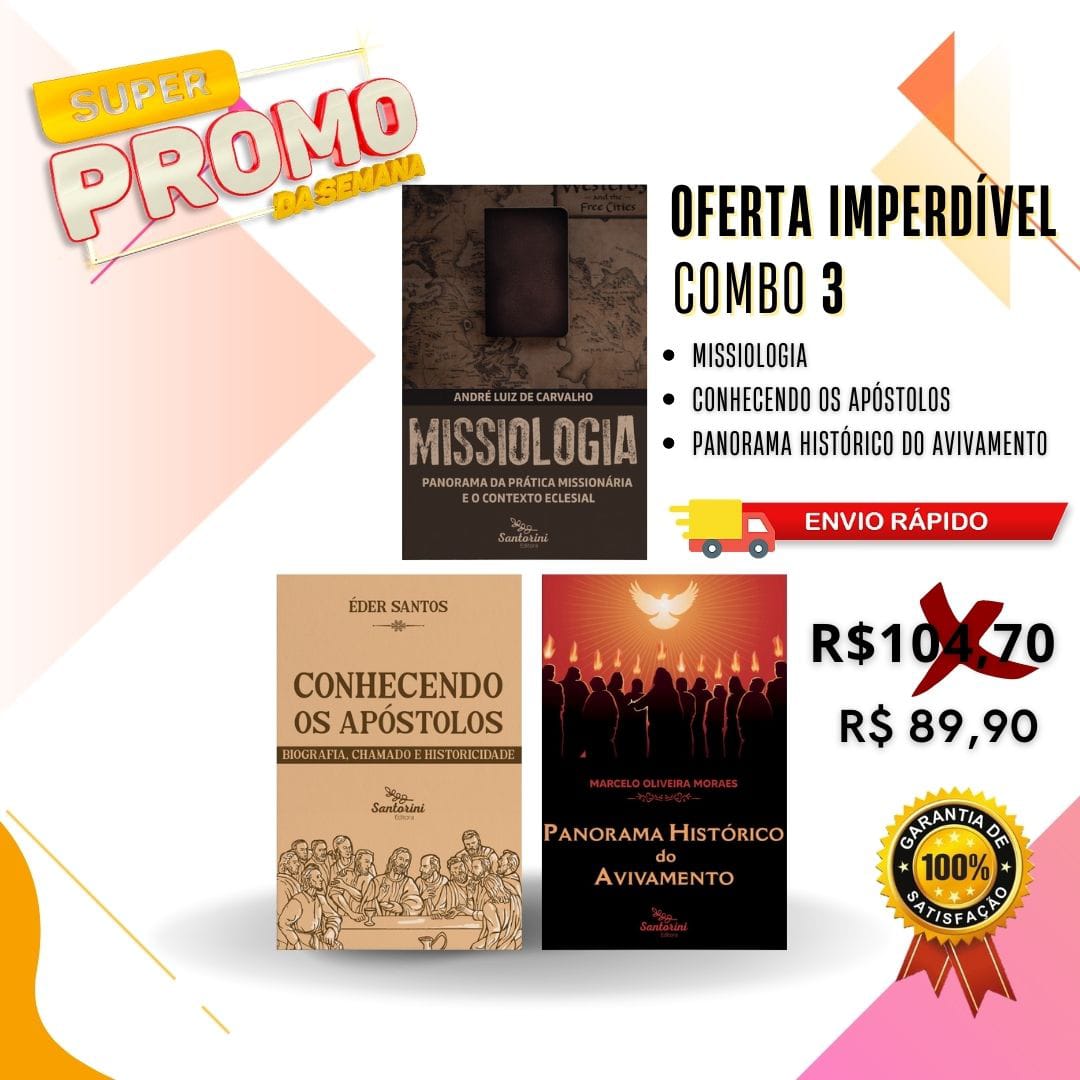 SUPER
PROMO
DA SEMANA
OFERTA IMPERDÍVEL
COMBO 3
• MISSIOLOGIA
• CONHECENDO OS APÓSTOLOS
• PANORAMA HISTÓRICO DO AVIVAMENTO
ENVIO RÁPIDO
R$104,70
R$ 89,90
GARANTIA DE
100%
SATISFAÇÃO
WESTEROS
and the
Free Cities
ANDRÉ LUIZ DE CARVALHO
MISSIOLOGIA
PANORAMA DA PRÁTICA MISSIONÁRIA
E O CONTEXTO ECLESIAL
Santorini
Editora
ÉDER SANTOS
CONHECENDO
OS APÓSTOLOS
BIOGRAFIA, CHAMADO E HISTORICIDADE
Santorini
Editora
MARCELO OLIVEIRA MORAES
PANORAMA HISTÓRICO
do
AVIVAMENTO
Santorini
Editora